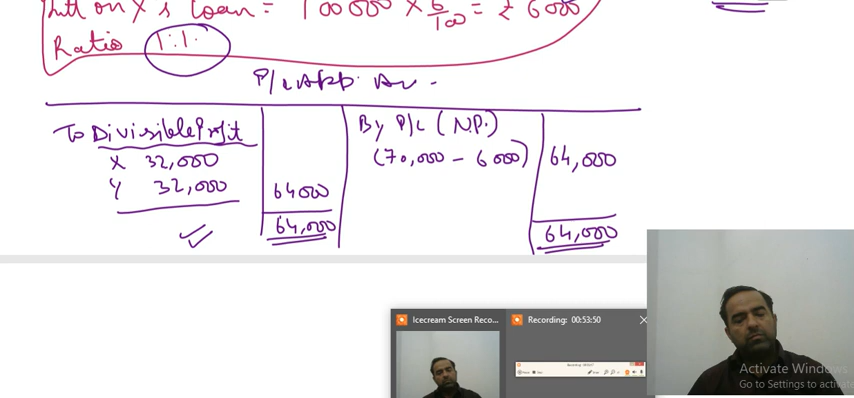 Int on X's Loan = 100000 × 6/100 = ₹ 6000
Ratio 1:1.
P/L App. A/c.
To Divisible Profit
X 32,000
Y 32,000 64000
64,000
By P/L (N.P.)
(70,000 - 6000) 64,000
64,000
Icecream Screen Reco...
Recording: 00:53:50
Activate Windows
Go to Settings to activate